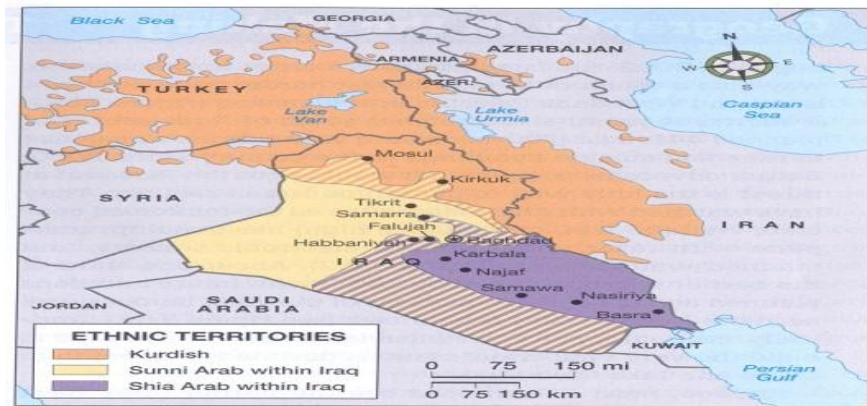 Black Sea
GEORGIA
ARMENIA
AZERBAIJAN
AZER.
N
W
E
S
TURKEY
Lake
Van
Lake
Urmia
Caspian
Sea
Mosul
Kirkuk
SYRIA
Tikrit
Samarra
Falujah
Habbaniyah
Baghdad
IRAN
IRAQ
Karbala
Najaf
Samawa
Nasiriya
Basra
JORDAN
SAUDI
ARABIA
KUWAIT
Persian
Gulf
ETHNIC TERRITORIES
Kurdish
Sunni Arab within Iraq
Shia Arab within Iraq
0 75 150 mi
0 75 150 km